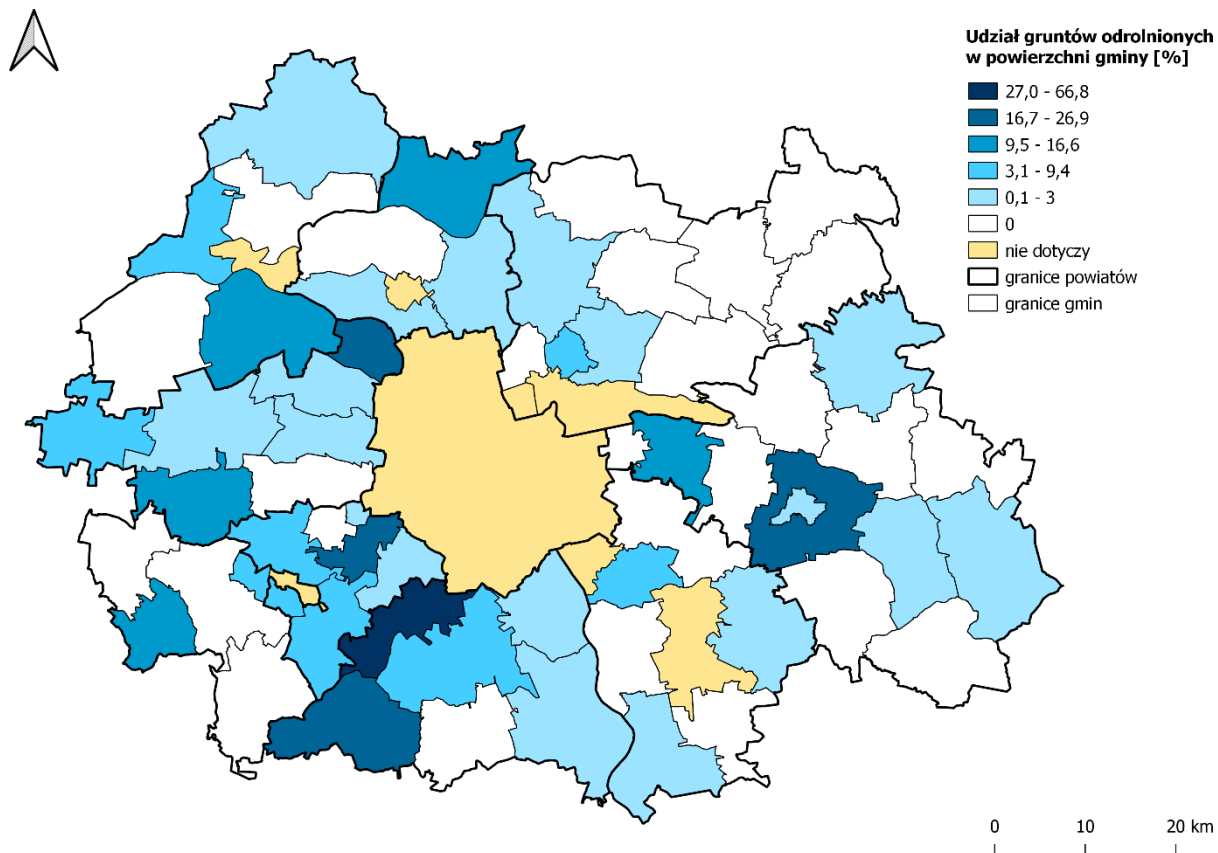 Udział gruntów odrolnionych
w powierzchni gminy [%]
27,0 - 66,8
16,7 - 26,9
9,5 - 16,6
3,1 - 9,4
0,1 - 3
0
nie dotyczy
granice powiatów
granice gmin
0 10 20 km